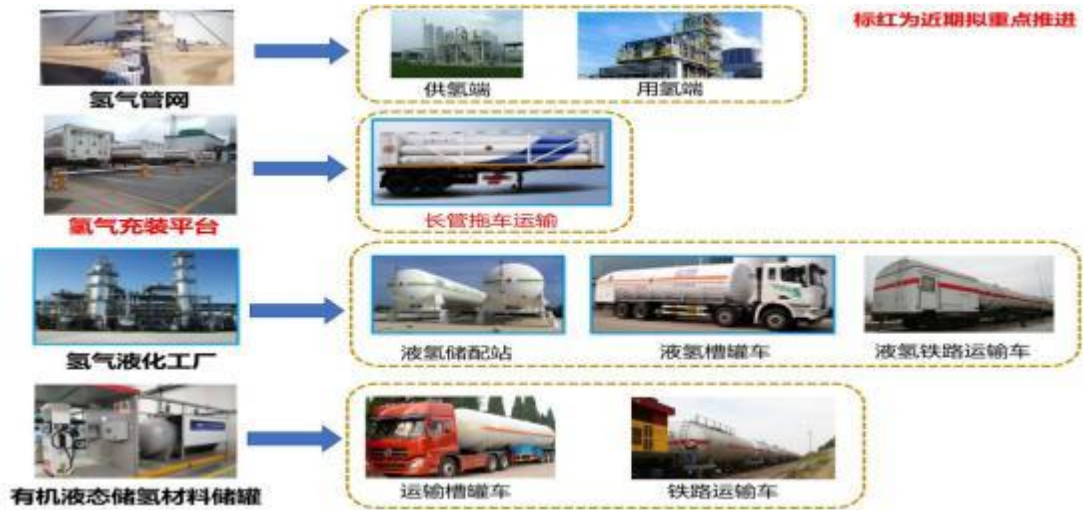 标红为近期拟重点推进
供氢端
用氢端
氢气管网
氢气充装平台
长管拖车运输
液氢储配站
液氢槽罐车
液氢铁路运输车
氢气液化工厂
运输槽罐车
铁路运输车
有机液态储氢材料储罐